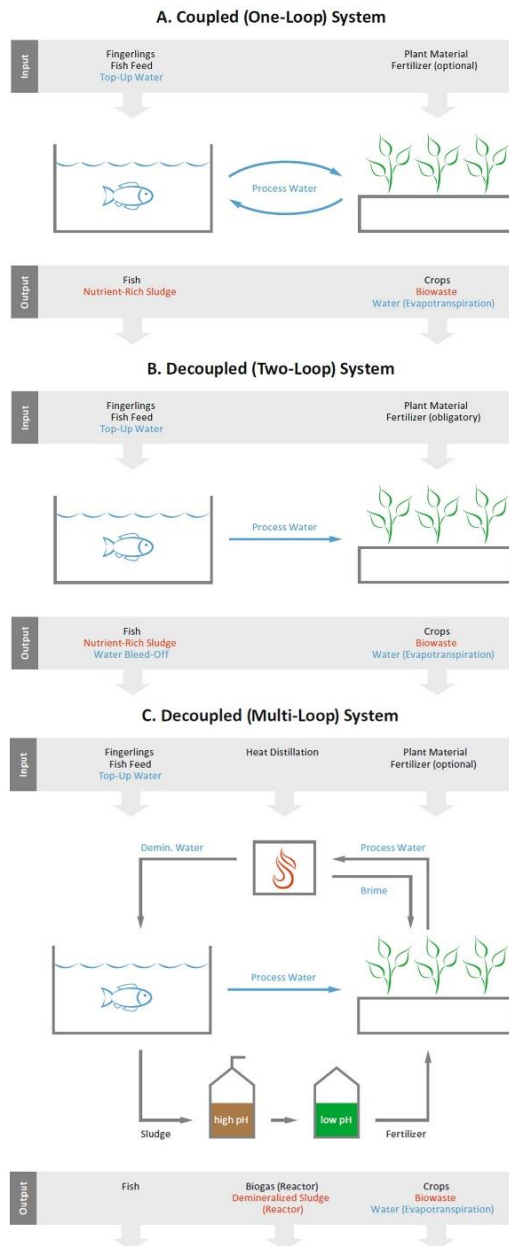 A. Coupled (One-Loop) System
Input
Fingerlings
Fish Feed
Top-Up Water
Plant Material
Fertilizer (optional)
Process Water
Output
Fish
Nutrient-Rich Sludge
Crops
Biowaste
Water (Evapotranspiration)
B. Decoupled (Two-Loop) System
Input
Fingerlings
Fish Feed
Top-Up Water
Plant Material
Fertilizer (obligatory)
Process Water
Output
Fish
Nutrient-Rich Sludge
Water Bleed-Off
Crops
Biowaste
Water (Evapotranspiration)
C. Decoupled (Multi-Loop) System
Input
Fingerlings
Fish Feed
Top-Up Water
Heat Distillation
Plant Material
Fertilizer (optional)
Demin. Water
Process Water
Brime
Process Water
high pH
low pH
Sludge
Fertilizer
Output
Fish
Biogas (Reactor)
Demineralized Sludge
(Reactor)
Crops
Biowaste
Water (Evapotranspiration)